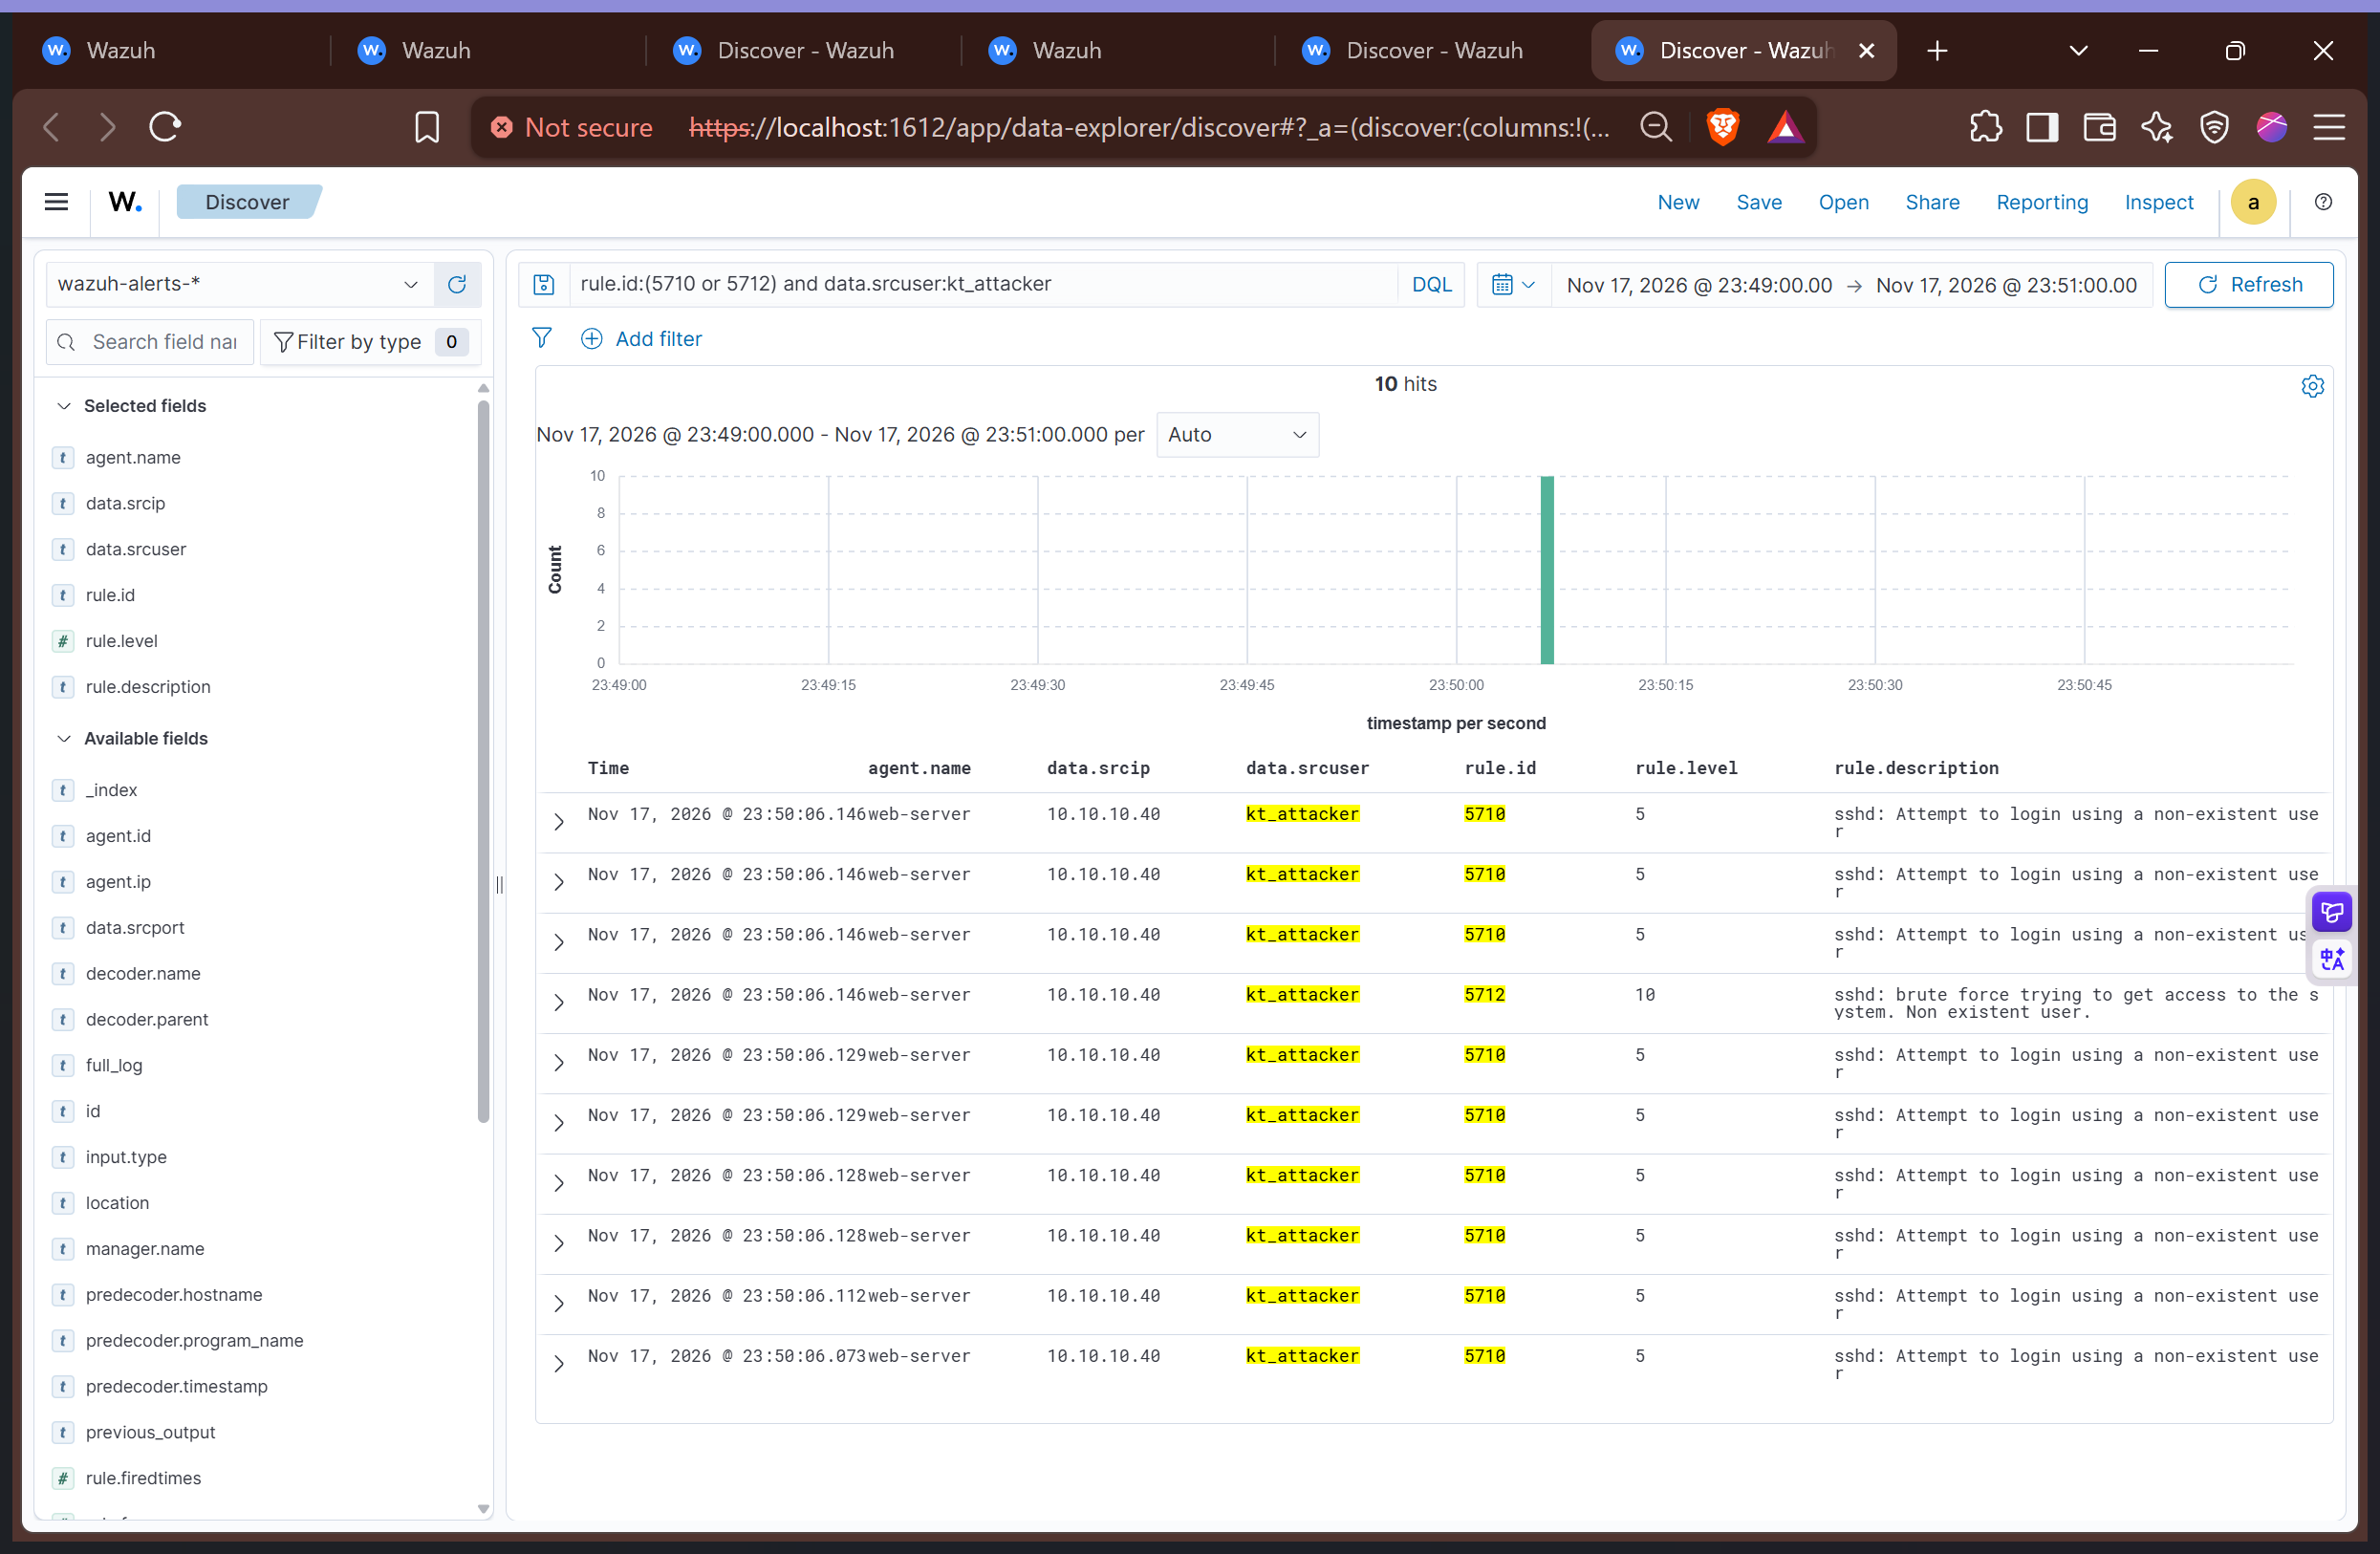 Wazuh
Wazuh
Discover - Wazuh
Wazuh
Discover - Wazuh
Discover - Wazuh
Not secure https://localhost:1612/app/data-explorer/discover#?_a=(discover:(columns:!(...
W. Discover
New Save Open Share Reporting Inspect a
wazuh-alerts-*
rule.id:(5710 or 5712) and data.srcuser:kt_attacker DQL
Nov 17, 2026 @ 23:49:00.00 → Nov 17, 2026 @ 23:51:00.00
Refresh
Search field nar
Filter by type 0
Add filter
Selected fields
t agent.name
t data.srcip
t data.srcuser
t rule.id
# rule.level
t rule.description
Available fields
t _index
t agent.id
t agent.ip
t data.srcport
t decoder.name
t decoder.parent
t full_log
t id
t input.type
t location
t manager.name
t predecoder.hostname
t predecoder.program_name
t predecoder.timestamp
t previous_output
# rule.firedtimes
10 hits
Nov 17, 2026 @ 23:49:00.000 - Nov 17, 2026 @ 23:51:00.000 per Auto
Count
10
8
6
4
2
0
23:49:00 23:49:15 23:49:30 23:49:45 23:50:00 23:50:15 23:50:30 23:50:45
timestamp per second
Time agent.name data.srcip data.srcuser rule.id rule.level rule.description
Nov 17, 2026 @ 23:50:06.146 web-server 10.10.10.40 kt_attacker 5710 5 sshd: Attempt to login using a non-existent use
r
Nov 17, 2026 @ 23:50:06.146 web-server 10.10.10.40 kt_attacker 5710 5 sshd: Attempt to login using a non-existent use
r
Nov 17, 2026 @ 23:50:06.146 web-server 10.10.10.40 kt_attacker 5710 5 sshd: Attempt to login using a non-existent us
r
Nov 17, 2026 @ 23:50:06.146 web-server 10.10.10.40 kt_attacker 5712 10 sshd: brute force trying to get access to the s
ystem. Non existent user.
Nov 17, 2026 @ 23:50:06.129 web-server 10.10.10.40 kt_attacker 5710 5 sshd: Attempt to login using a non-existent use
r
Nov 17, 2026 @ 23:50:06.129 web-server 10.10.10.40 kt_attacker 5710 5 sshd: Attempt to login using a non-existent use
r
Nov 17, 2026 @ 23:50:06.128 web-server 10.10.10.40 kt_attacker 5710 5 sshd: Attempt to login using a non-existent use
r
Nov 17, 2026 @ 23:50:06.128 web-server 10.10.10.40 kt_attacker 5710 5 sshd: Attempt to login using a non-existent use
r
Nov 17, 2026 @ 23:50:06.112 web-server 10.10.10.40 kt_attacker 5710 5 sshd: Attempt to login using a non-existent use
r
Nov 17, 2026 @ 23:50:06.073 web-server 10.10.10.40 kt_attacker 5710 5 sshd: Attempt to login using a non-existent use
r